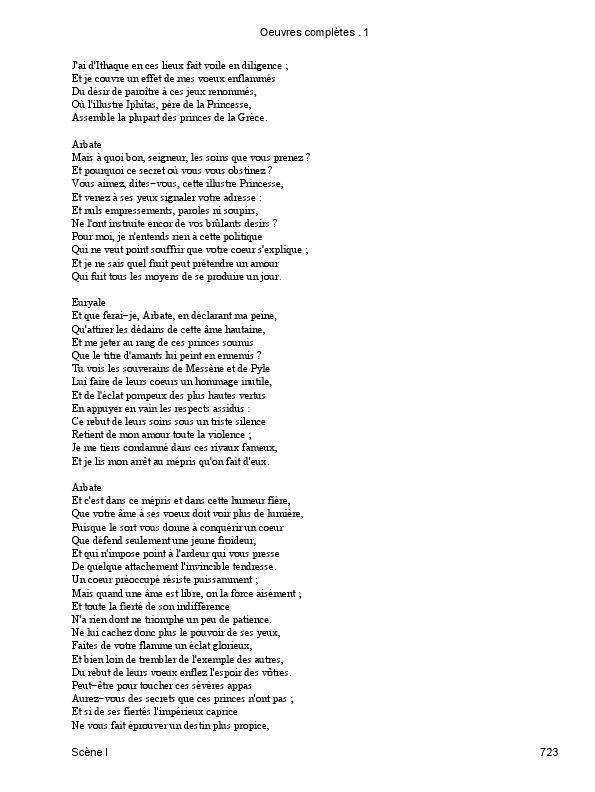 Oeuvres complètes . 1
J'ai d'Ithaque en ces lieux fait voile en diligence ;
Et je couvre un effet de mes voeux enflammés
Du désir de paroître à ces jeux renommés,
Où l'illustre Iphitas, père de la Princesse,
Assemble la plupart des princes de la Grèce.
Arbate
Mais à quoi bon, seigneur, les soins que vous prenez ?
Et pourquoi ce secret où vous vous obstinez ?
Vous aimez, dites−vous, cette illustre Princesse,
Et venez à ses yeux signaler votre adresse :
Et nuls empressements, paroles ni soupirs,
Ne l'ont instruite encor de vos brûlants desirs ?
Pour moi, je n'entends rien à cette politique
Qui ne veut point souffrir que votre coeur s'explique ;
Et je ne sais quel fruit peut prétendre un amour
Qui fuit tous les moyens de se produire un jour.
Euryale
Et que ferai−je, Arbate, en déclarant ma peine,
Qu'attirer les dédains de cette âme hautaine,
Et me jeter au rang de ces princes soumis
Que le titre d'amants lui peint en ennemis ?
Tu vois les souverains de Messène et de Pyle
Lui faire de leurs coeurs un hommage inutile,
Et de l'éclat pompeux des plus hautes vertus
En appuyer en vain les respects assidus :
Ce rebut de leurs soins sous un triste silence
Retient de mon amour toute la violence ;
Je me tiens condamné dans ces rivaux fameux,
Et je lis mon arrêt au mépris qu'on fait d'eux.
Arbate
Et c'est dans ce mépris et dans cette humeur fière,
Que votre âme à ses voeux doit voir plus de lumière,
Puisque le sort vous donne à conquérir un coeur
Que défend seulement une jeune froideur,
Et qui n'impose point à l'ardeur qui vous presse
De quelque attachement l'invincible tendresse.
Un coeur préoccupé résiste puissamment ;
Mais quand une âme est libre, on la force aisément ;
Et toute la fierté de son indifférence
N'a rien dont ne triomphe un peu de patience.
Ne lui cachez donc plus le pouvoir de ses yeux,
Faites de votre flamme un éclat glorieux,
Et bien loin de trembler de l'exemple des autres,
Du rebut de leurs voeux enflez l'espoir des vôtres.
Peut−être pour toucher ces sévères appas
Aurez−vous des secrets que ces princes n'ont pas ;
Et si de ses fiertés l'impérieux caprice
Ne vous fait éprouver un destin plus propice,
Scène I
723